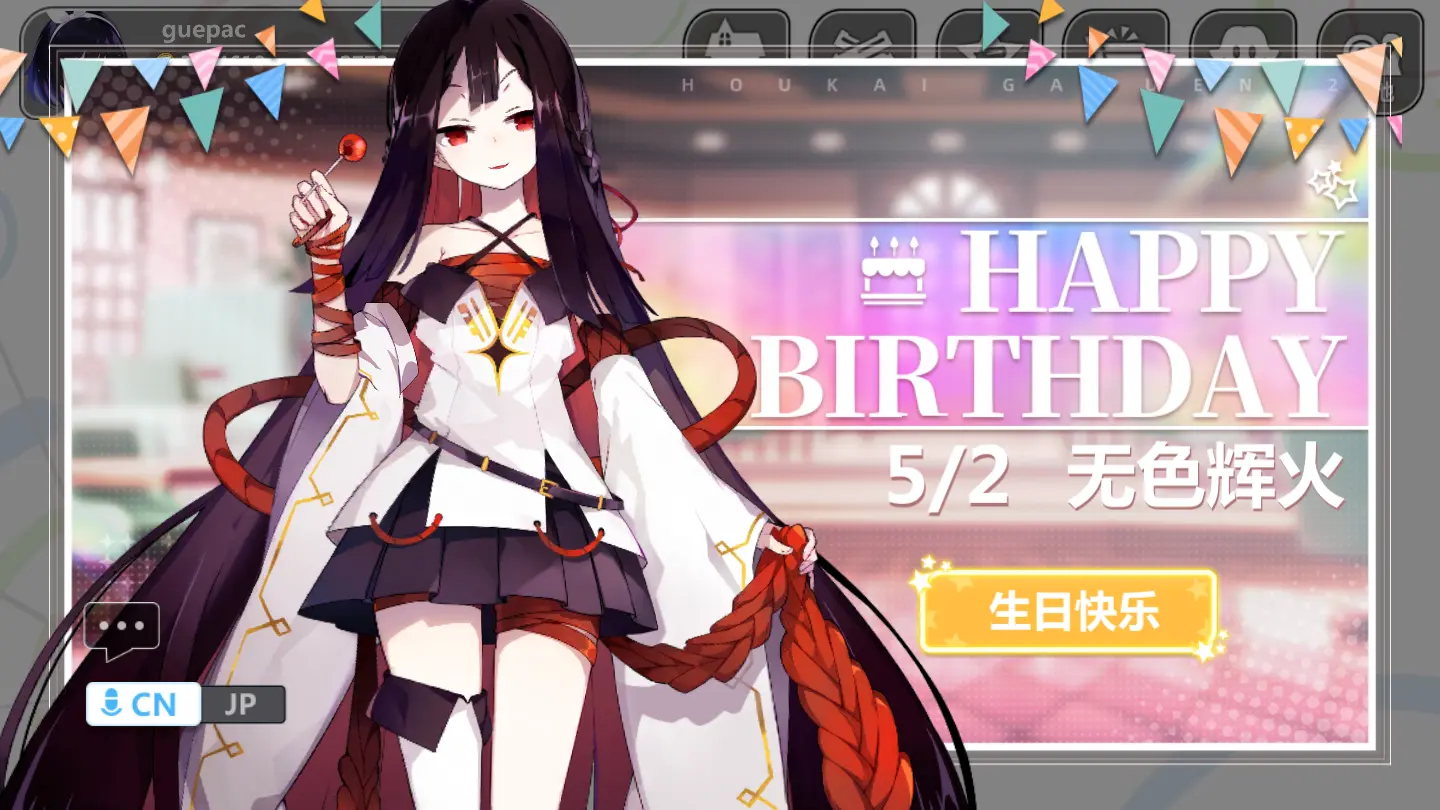 guepac
HOUKAI GAKUEN 2
HAPPY
BIRTHDAY
5/2 无色辉火
生日快乐
CN JP